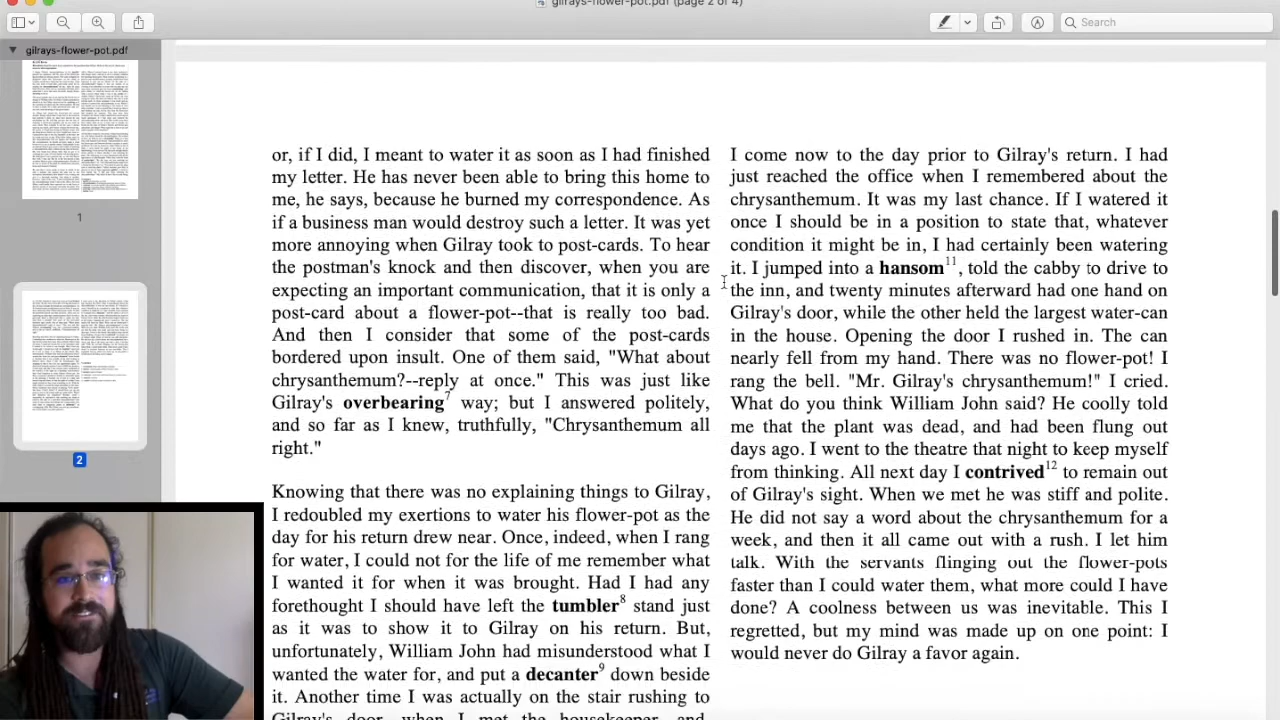 gilrays-flower-pot.pdf (page 2 of 4)
Search
gilrays-flower-pot.pdf
1
2
or, if I did, I meant to water it as soon as I had finished
my letter. He has never been able to bring this home to
me, he says, because he burned my correspondence. As
if a business man would destroy such a letter. It was yet
more annoying when Gilray took to post-cards. To hear
the postman's knock and then discover, when you are
expecting an important communication, that it is only a
post-card about a flower-pot--that is really too bad.
And then I consider that some of the post-cards
bordered upon insult. One of them said, "What about
chrysanthemum?--reply at once." This was just like
Gilray's overbearing7 way; but I answered politely,
and so far as I knew, truthfully, "Chrysanthemum all
right."
Knowing that there was no explaining things to Gilray,
I redoubled my exertions to water his flower-pot as the
day for his return drew near. Once, indeed, when I rang
for water, I could not for the life of me remember what
I wanted it for when it was brought. Had I had any
forethought I should have left the tumbler8 stand just
as it was to show it to Gilray on his return. But,
unfortunately, William John had misunderstood what I
wanted the water for, and put a decanter9 down beside
it. Another time I was actually on the stair rushing to
Gilray's door, when I met the housekeeper, and,
I come now to the day prior to Gilray's return. I had
just reached the office when I remembered about the
chrysanthemum. It was my last chance. If I watered it
once I should be in a position to state that, whatever
condition it might be in, I had certainly been watering
it. I jumped into a hansom11, told the cabby to drive to
the inn, and twenty minutes afterward had one hand on
Gilray's door, while the other held the largest water-can
in the house. Opening the door I rushed in. The can
nearly fell from my hand. There was no flower-pot! I
rang the bell. "Mr. Gilray's chrysanthemum!" I cried.
What do you think William John said? He coolly told
me that the plant was dead, and had been flung out
days ago. I went to the theatre that night to keep myself
from thinking. All next day I contrived12 to remain out
of Gilray's sight. When we met he was stiff and polite.
He did not say a word about the chrysanthemum for a
week, and then it all came out with a rush. I let him
talk. With the servants flinging out the flower-pots
faster than I could water them, what more could I have
done? A coolness between us was inevitable. This I
regretted, but my mind was made up on one point: I
would never do Gilray a favor again.